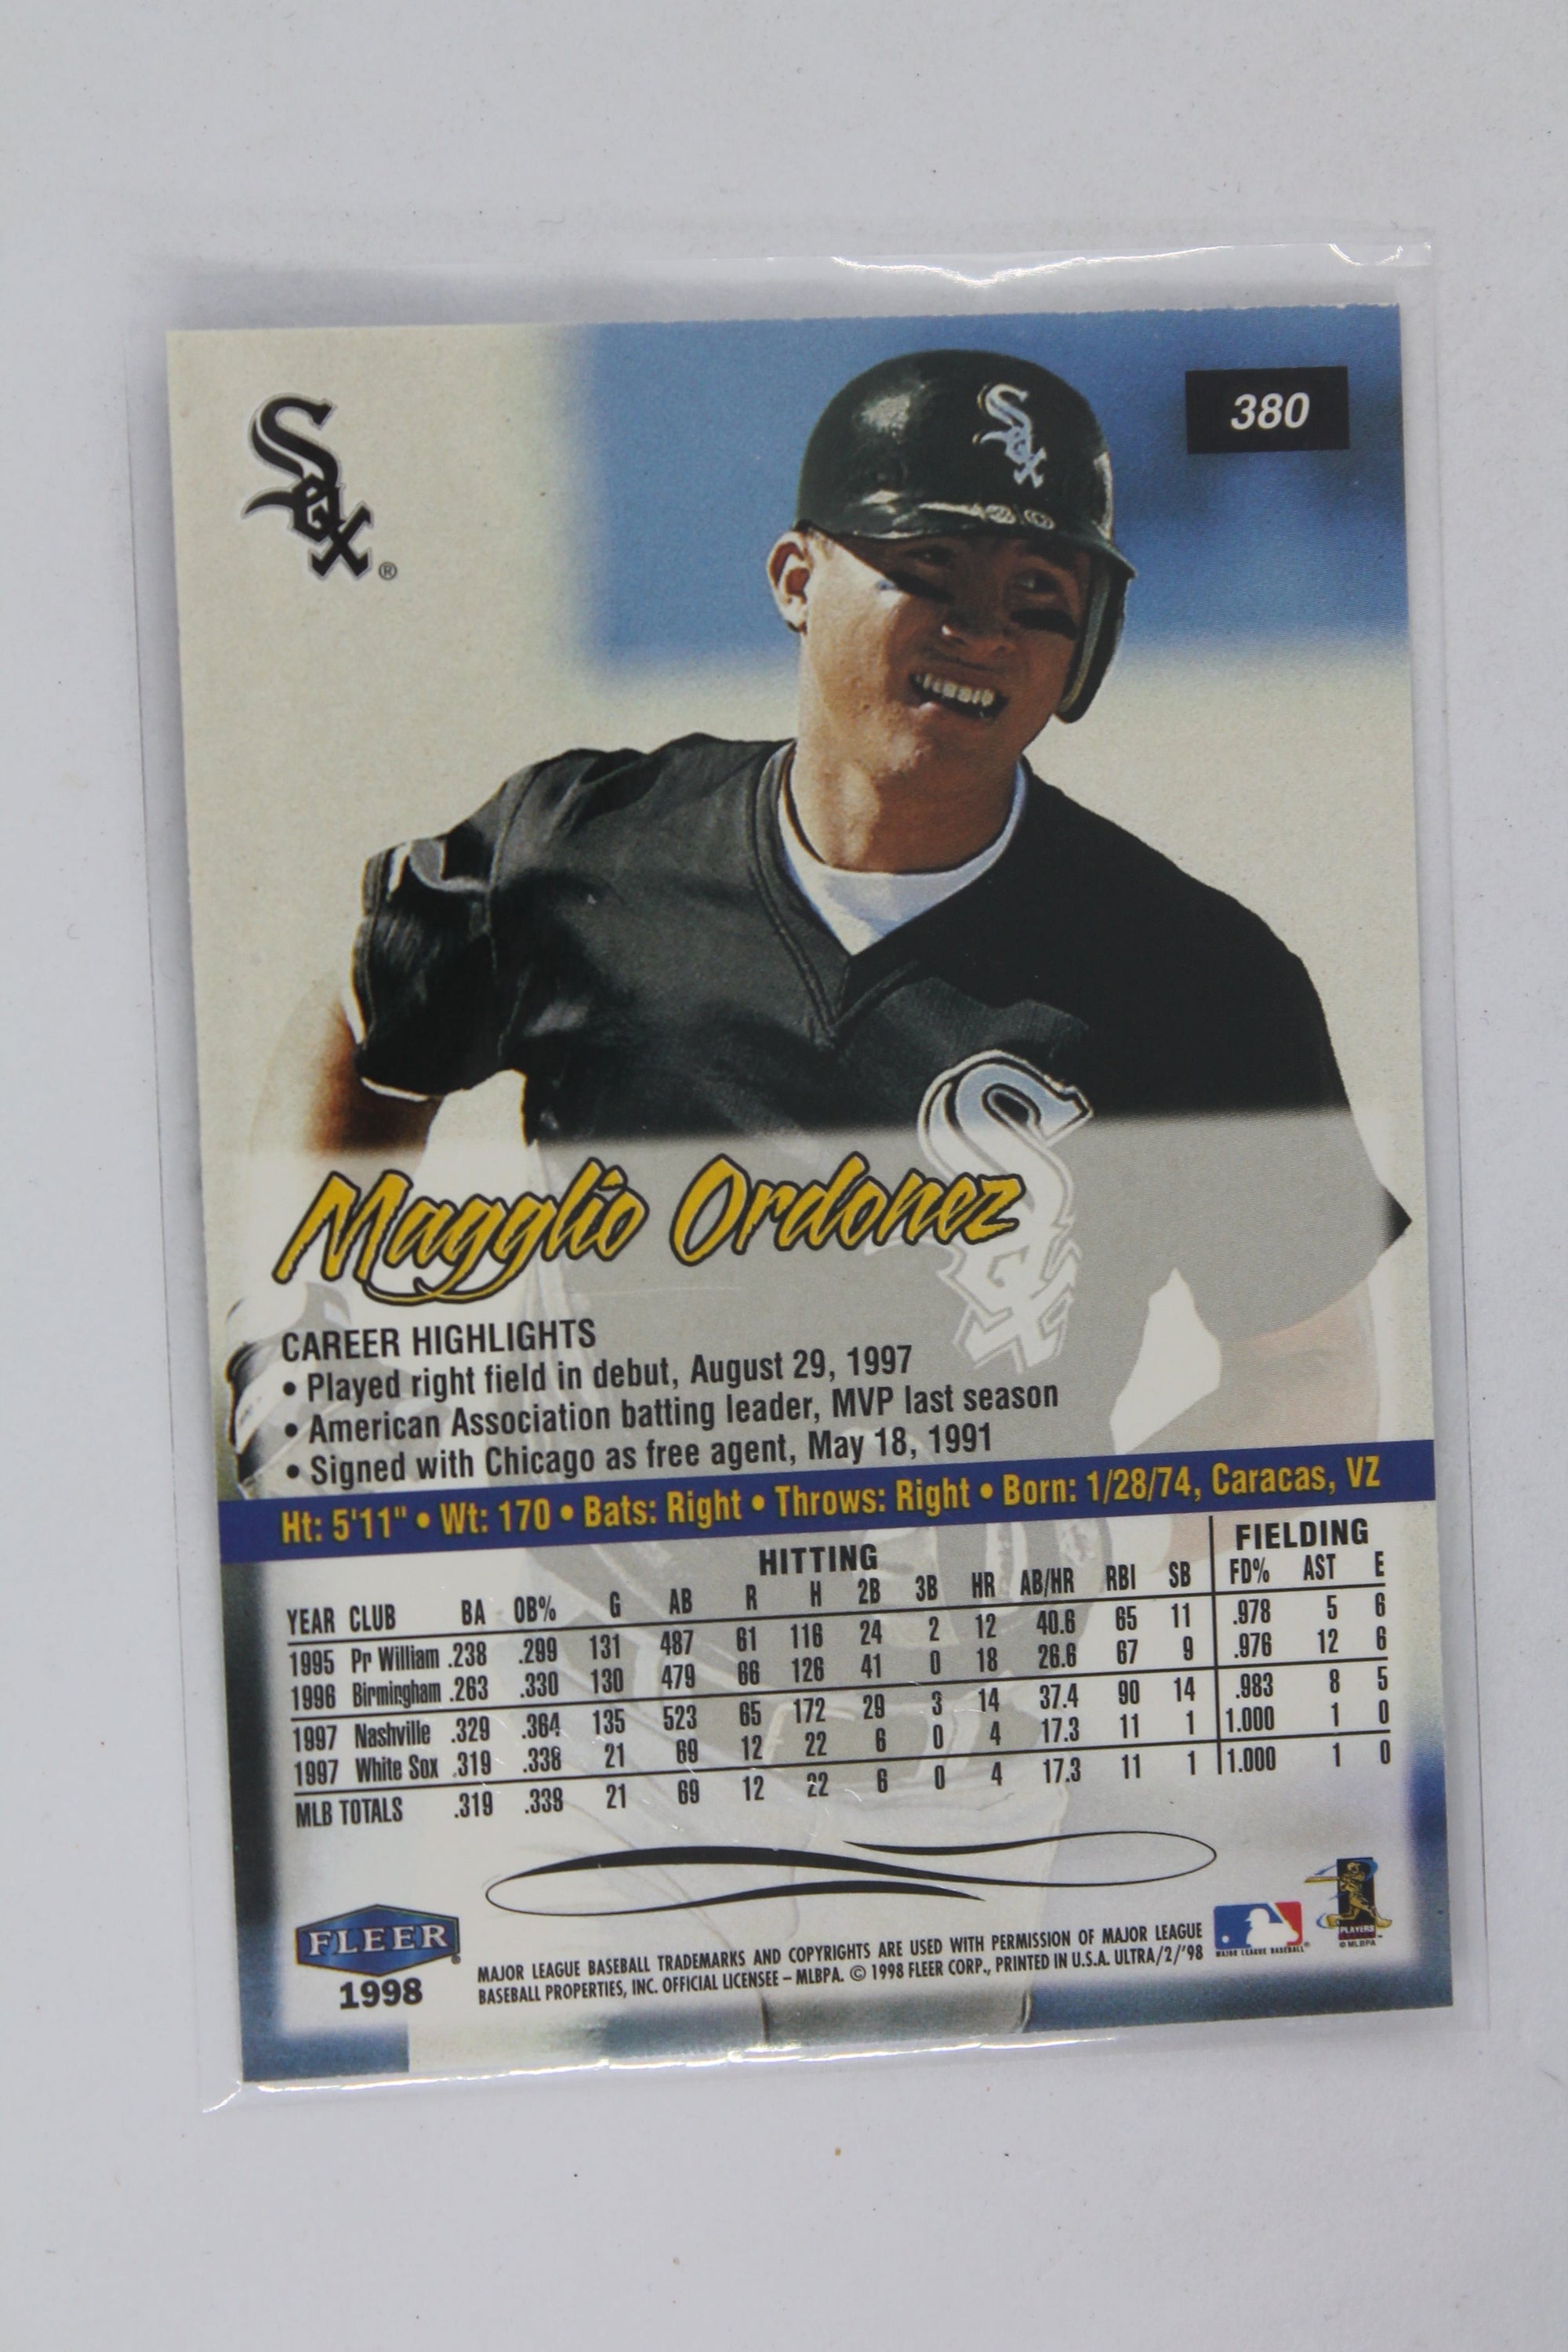 380
Sox
®
Sox
Sox
Magglio Ordonez
CAREER HIGHLIGHTS
• Played right field in debut, August 29, 1997
• American Association batting leader, MVP last season
• Signed with Chicago as free agent, May 18, 1991
Ht: 5'11" • Wt: 170 • Bats: Right • Throws: Right • Born: 1/28/74, Caracas, VZ
HITTING FIELDING
YEAR CLUB BA OB% G AB R H 2B 3B HR AB/HR RBI SB FD% AST E
1995 Pr William .238 .299 131 487 61 116 24 2 12 40.6 65 11 .978 5 6
1996 Birmingham .263 .330 130 479 66 126 41 0 18 26.6 67 9 .976 12 6
1997 Nashville .329 .364 135 523 65 172 29 3 14 37.4 90 14 .983 8 5
1997 White Sox .319 .338 21 69 12 22 6 0 4 17.3 11 1 1.000 1 0
MLB TOTALS .319 .338 21 69 12 22 6 0 4 17.3 11 1 1.000 1 0
FLEER
1998
MAJOR LEAGUE BASEBALL TRADEMARKS AND COPYRIGHTS ARE USED WITH PERMISSION OF MAJOR LEAGUE
BASEBALL PROPERTIES, INC. OFFICIAL LICENSEE – MLBPA. © 1998 FLEER CORP., PRINTED IN U.S.A. ULTRA/2/'98
MAJOR LEAGUE BASEBALL
PLAYERS
© MLBPA